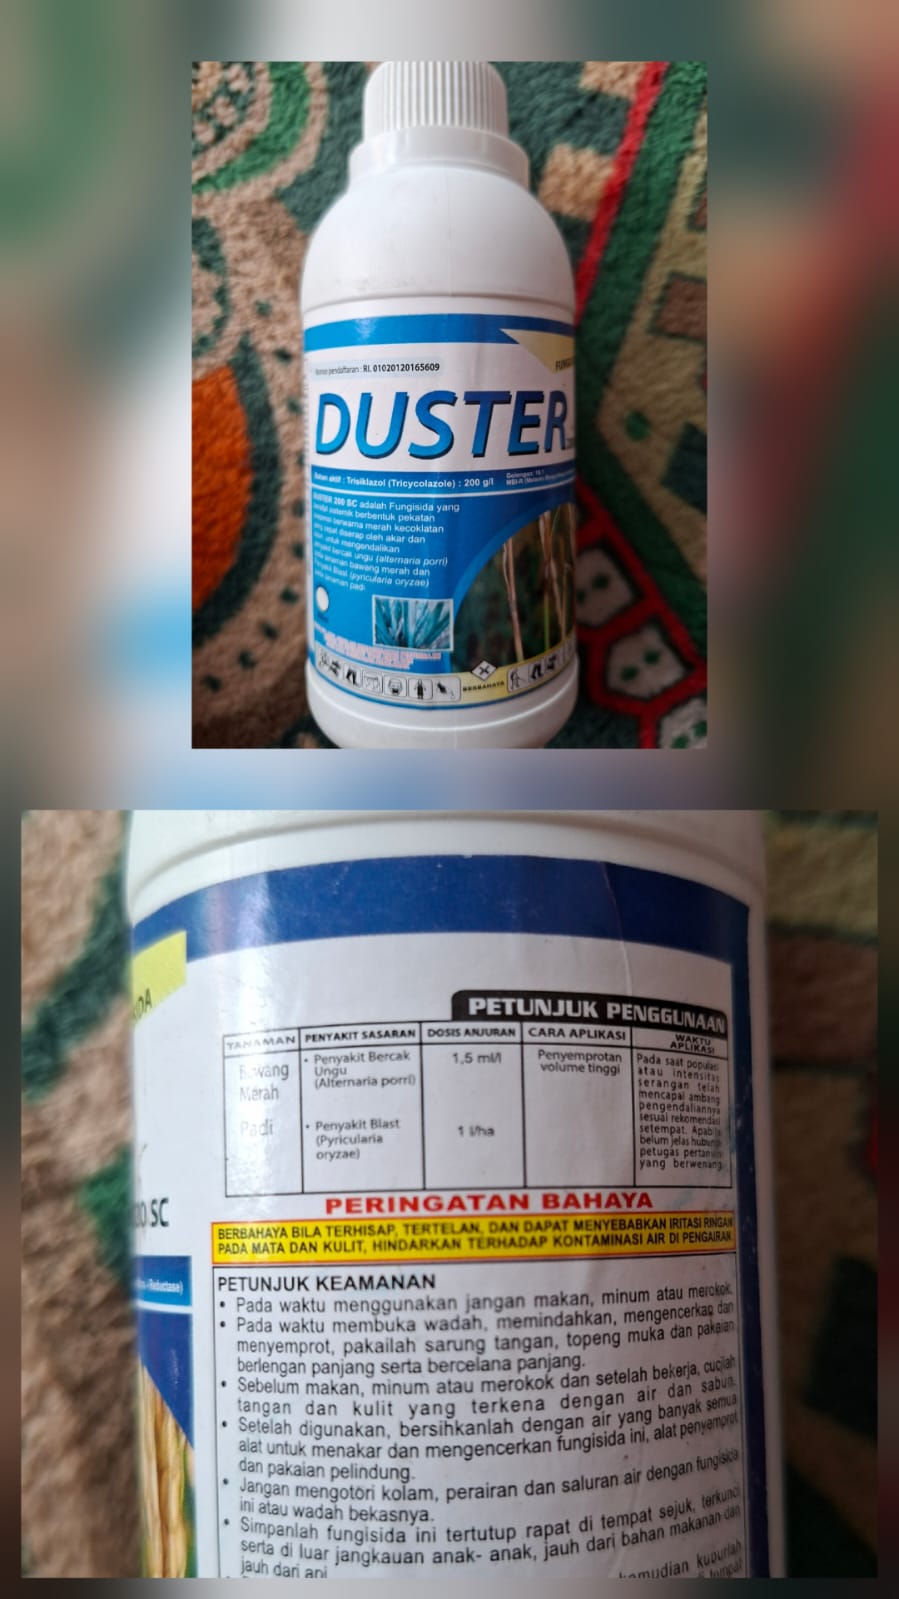 Nomor pendaftaran : RI. 01020120165609
DUSTER
Bahan aktif : Trisiklazol (Tricycolazole) : 200 g/l
DUSTER 200 SC adalah Fungisida yang
bersifat sistemik berbentuk pekatan
berwarna merah kecoklatan
yang dapat diserap oleh akar dan
untuk mengendalikan
penyakit bercak ungu (alternaria porri)
pada tanaman bawang merah dan
Penyakit Blast (pyricularia oryzae)
pada tanaman padi.
BERBAHAYA
PETUNJUK PENGGUNAAN
TANAMAN PENYAKIT SASARAN DOSIS ANJURAN CARA APLIKASI WAKTU APLIKASI
Bawang Merah
• Penyakit Bercak
Ungu
(Alternaria porri)
1,5 ml/l
Penyemprotan
volume tinggi
Padi
• Penyakit Blast
(Pyricularia
oryzae)
1 l/ha
Pada saat populasi
atau intensitas
serangan telah
mencapai ambang
pengendaliannya
sesuai rekomendasi
setempat. Apabila
belum jelas hubungi
petugas pertanian
yang berwenang
SC
- Reductase)
PERINGATAN BAHAYA
BERBAHAYA BILA TERHISAP, TERTELAN, DAN DAPAT MENYEBABKAN IRITASI RINGAN
PADA MATA DAN KULIT, HINDARKAN TERHADAP KONTAMINASI AIR DI PENGAIRAN.
PETUNJUK KEAMANAN
• Pada waktu menggunakan jangan makan, minum atau merokok.
• Pada waktu membuka wadah, memindahkan, mengencerkan dan
menyemprot, pakailah sarung tangan, topeng muka dan pakaian
berlengan panjang serta bercelana panjang.
• Sebelum makan, minum atau merokok dan setelah bekerja, cucilah
tangan dan kulit yang terkena dengan air dan sabun.
• Setelah digunakan, bersihkanlah dengan air yang banyak semua
alat untuk menakar dan mengencerkan fungisida ini, alat penyemprot
dan pakaian pelindung.
• Jangan mengotori kolam, perairan dan saluran air dengan fungisida
ini atau wadah bekasnya.
• Simpanlah fungisida ini tertutup rapat di tempat sejuk, terkunci
serta di luar jangkauan anak- anak, jauh dari bahan makanan dan
jauh dari api
kemudian kuburlah